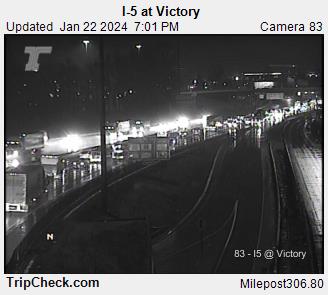 I-5 at Victory
Updated Jan 22 2024 7:01 PM Camera 83
T
N
83 - I5 @ Victory
TripCheck.com Milepost306.80